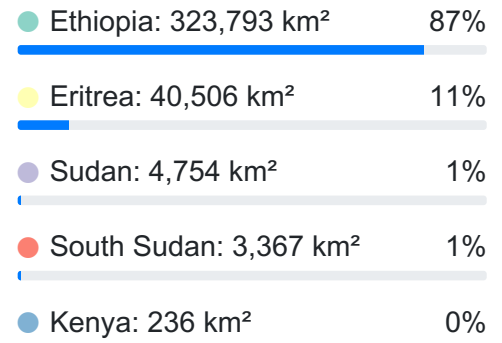 Ethiopia: 323,793 km² 87%
Eritrea: 40,506 km² 11%
Sudan: 4,754 km² 1%
South Sudan: 3,367 km² 1%
Kenya: 236 km² 0%